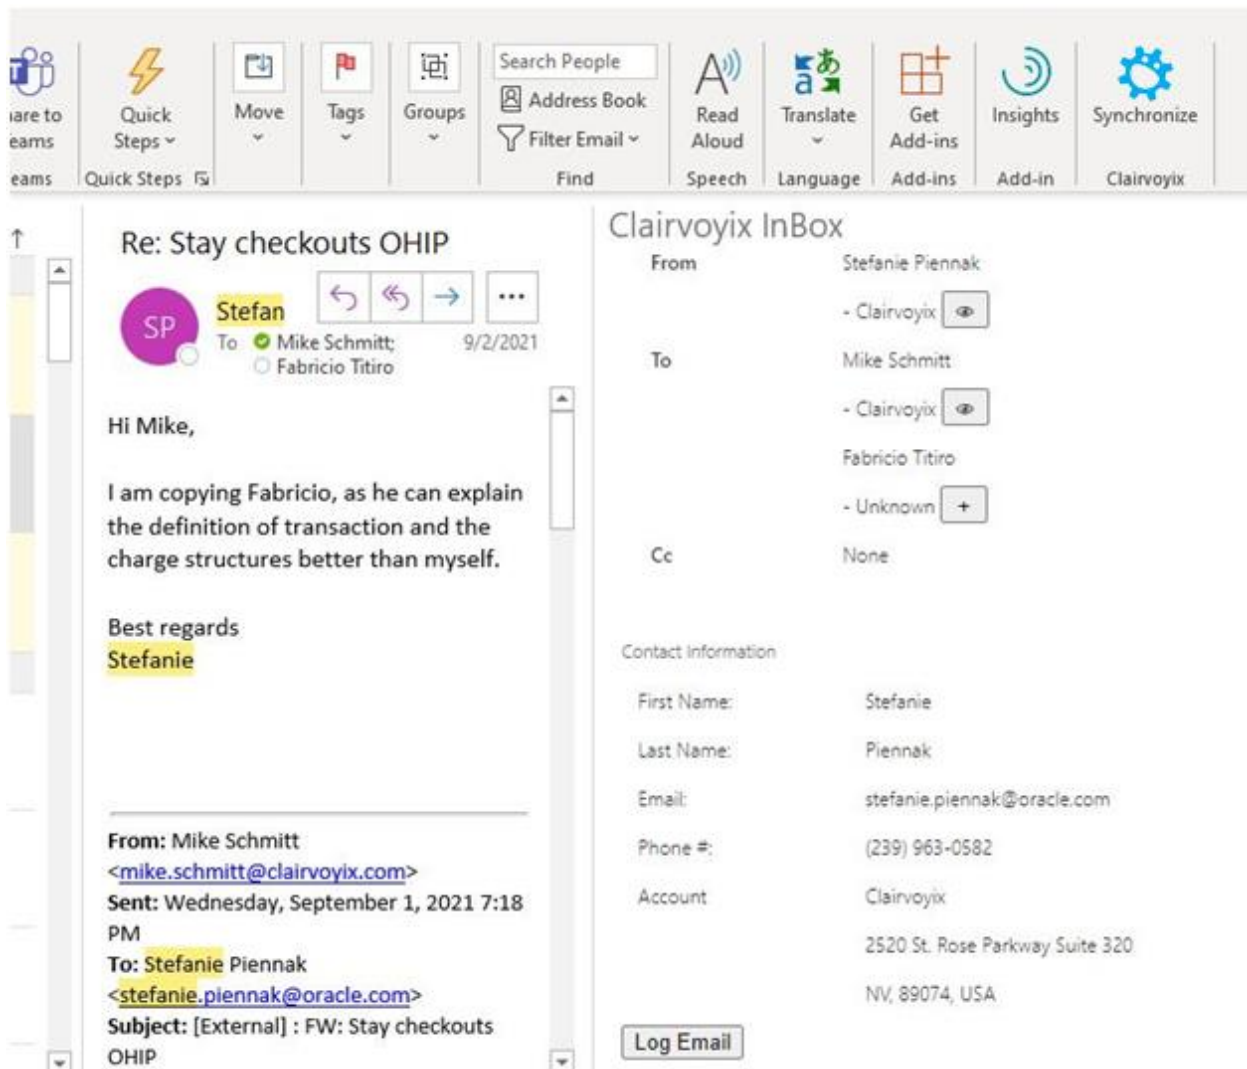 are to
eams
eams
Quick
Steps
Quick Steps
Move
Tags
Groups
Search People
Address Book
Filter Email
Find
Read
Aloud
Speech
Translate
Language
Get
Add-ins
Add-ins
Insights
Add-in
Synchronize
Clairvoyix
Re: Stay checkouts OHIP
SP
Stefan
To Mike Schmitt; 9/2/2021
Fabricio Titiro
Hi Mike,
I am copying Fabricio, as he can explain
the definition of transaction and the
charge structures better than myself.
Best regards
Stefanie
From: Mike Schmitt
<mike.schmitt@clairvoyix.com>
Sent: Wednesday, September 1, 2021 7:18
PM
To: Stefanie Piennak
<stefanie.piennak@oracle.com>
Subject: [External] : FW: Stay checkouts
OHIP
Clairvoyix InBox
From Stefanie Piennak
- Clairvoyix
To Mike Schmitt
- Clairvoyix
Fabricio Titiro
- Unknown +
Cc None
Contact Information
First Name: Stefanie
Last Name: Piennak
Email: stefanie.piennak@oracle.com
Phone #: (239) 963-0582
Account Clairvoyix
2520 St. Rose Parkway Suite 320
NV, 89074, USA
Log Email